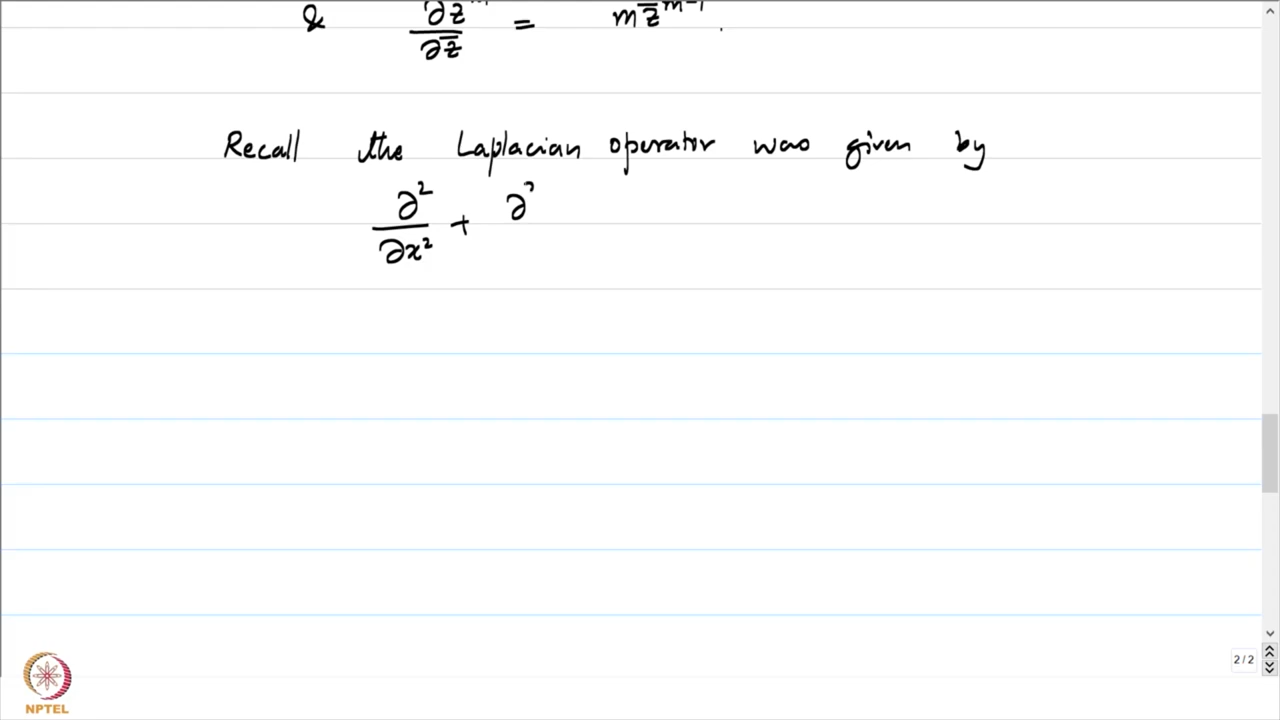 & ∂z̅^m/∂z̅ = m z̅^{m-1}.
Recall the Laplacian operator was given by
∂²/∂x² + ∂²
2 / 2
NPTEL